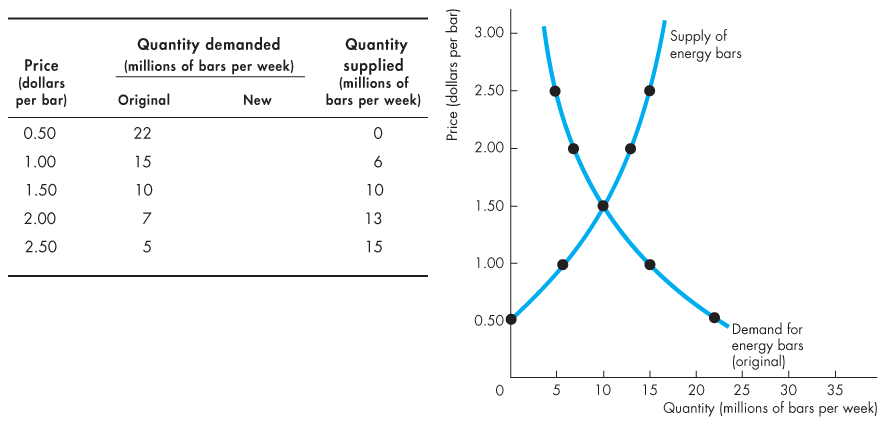 Quantity demanded
(millions of bars per week)
Price
(dollars
per bar)
Original
New
Quantity
supplied
(millions of
bars per week)
0.50 22 0
1.00 15 6
1.50 10 10
2.00 7 13
2.50 5 15
Price (dollars per bar)
3.00
2.50
2.00
1.50
1.00
0.50
0 5 10 15 20 25 30 35
Quantity (millions of bars per week)
Supply of
energy bars
Demand for
energy bars
(original)